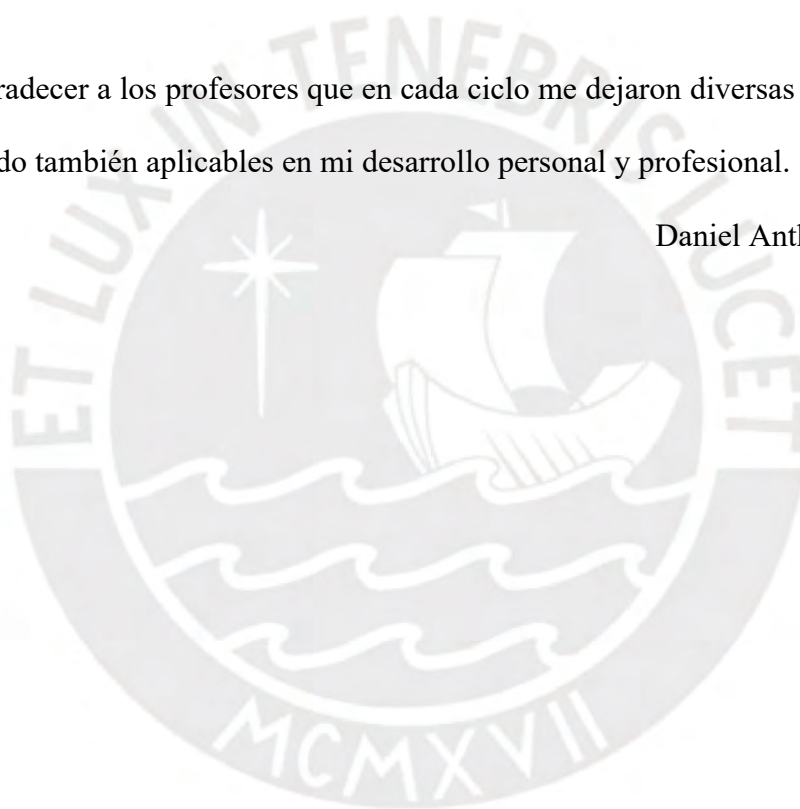 radecer a los profesores que en cada ciclo me dejaron diversas
do también aplicables en mi desarrollo personal y profesional.
Daniel Anth
ET LUX IN TENEBRIS LUCET
MCMXVII